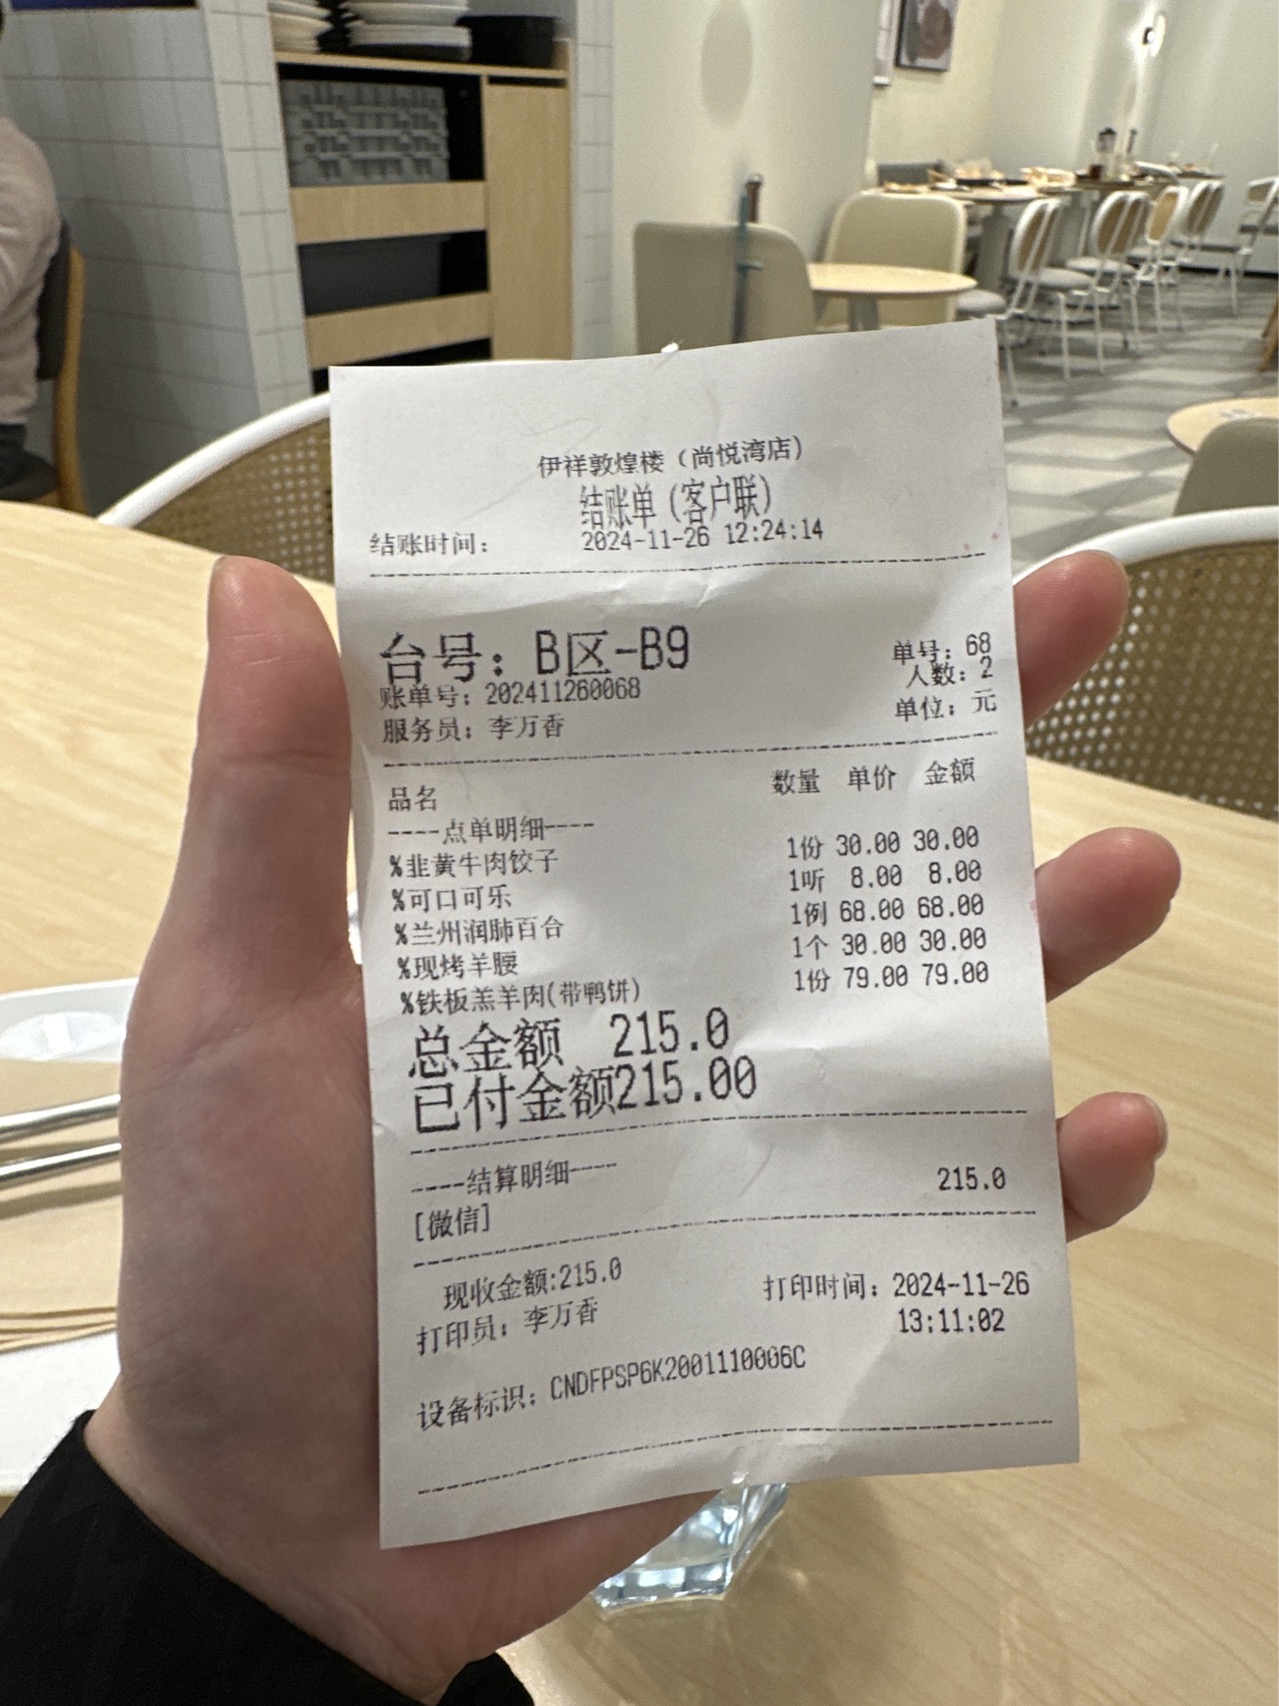 伊祥敦煌楼（尚悦湾店）
结账单（客户联）
结账时间： 2024-11-26 12:24:14
台号：B区-B9 单号：68
人数：2
账单号：202411260068 单位：元
服务员：李万香
品名 数量 单价 金额
----点单明细----
%韭黄牛肉饺子 1份 30.00 30.00
%可口可乐 1听 8.00 8.00
%兰州润肺百合 1例 68.00 68.00
%现烤羊腰 1个 30.00 30.00
%铁板羔羊肉(带鸭饼) 1份 79.00 79.00
总金额 215.0
已付金额215.00
----结算明细----
[微信] 215.0
现收金额:215.0
打印员：李万香 打印时间：2024-11-26
13:11:02
设备标识：CNDFPSP6K2001110006C